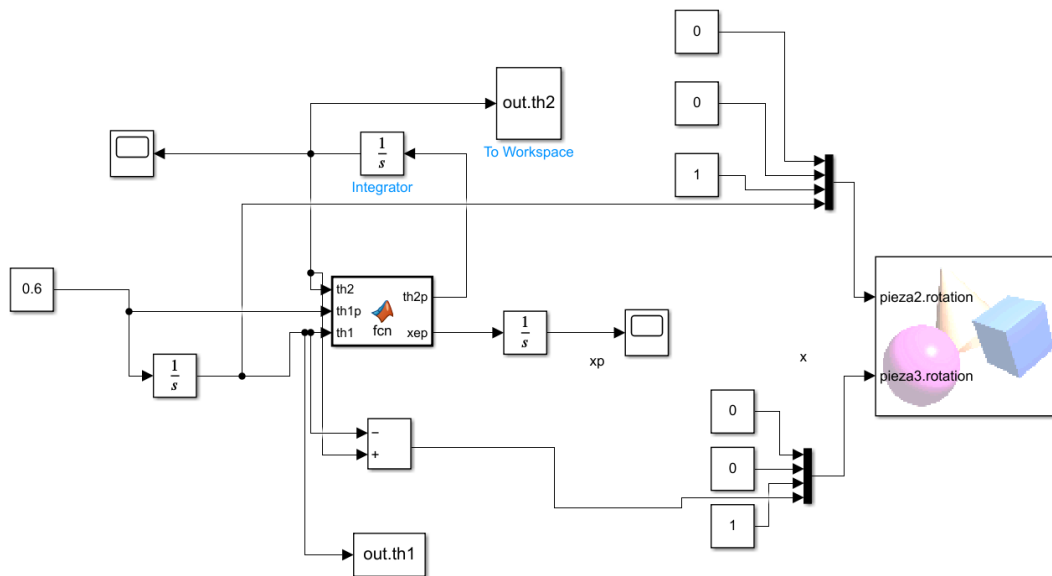 0
0
out.th2
To Workspace
1
s
Integrator
1
0.6
th2
th1p
th1
fcn
th2p
xep
1
s
xp
x
pieza2.rotation
pieza3.rotation
1
s
−
+
0
0
1
out.th1